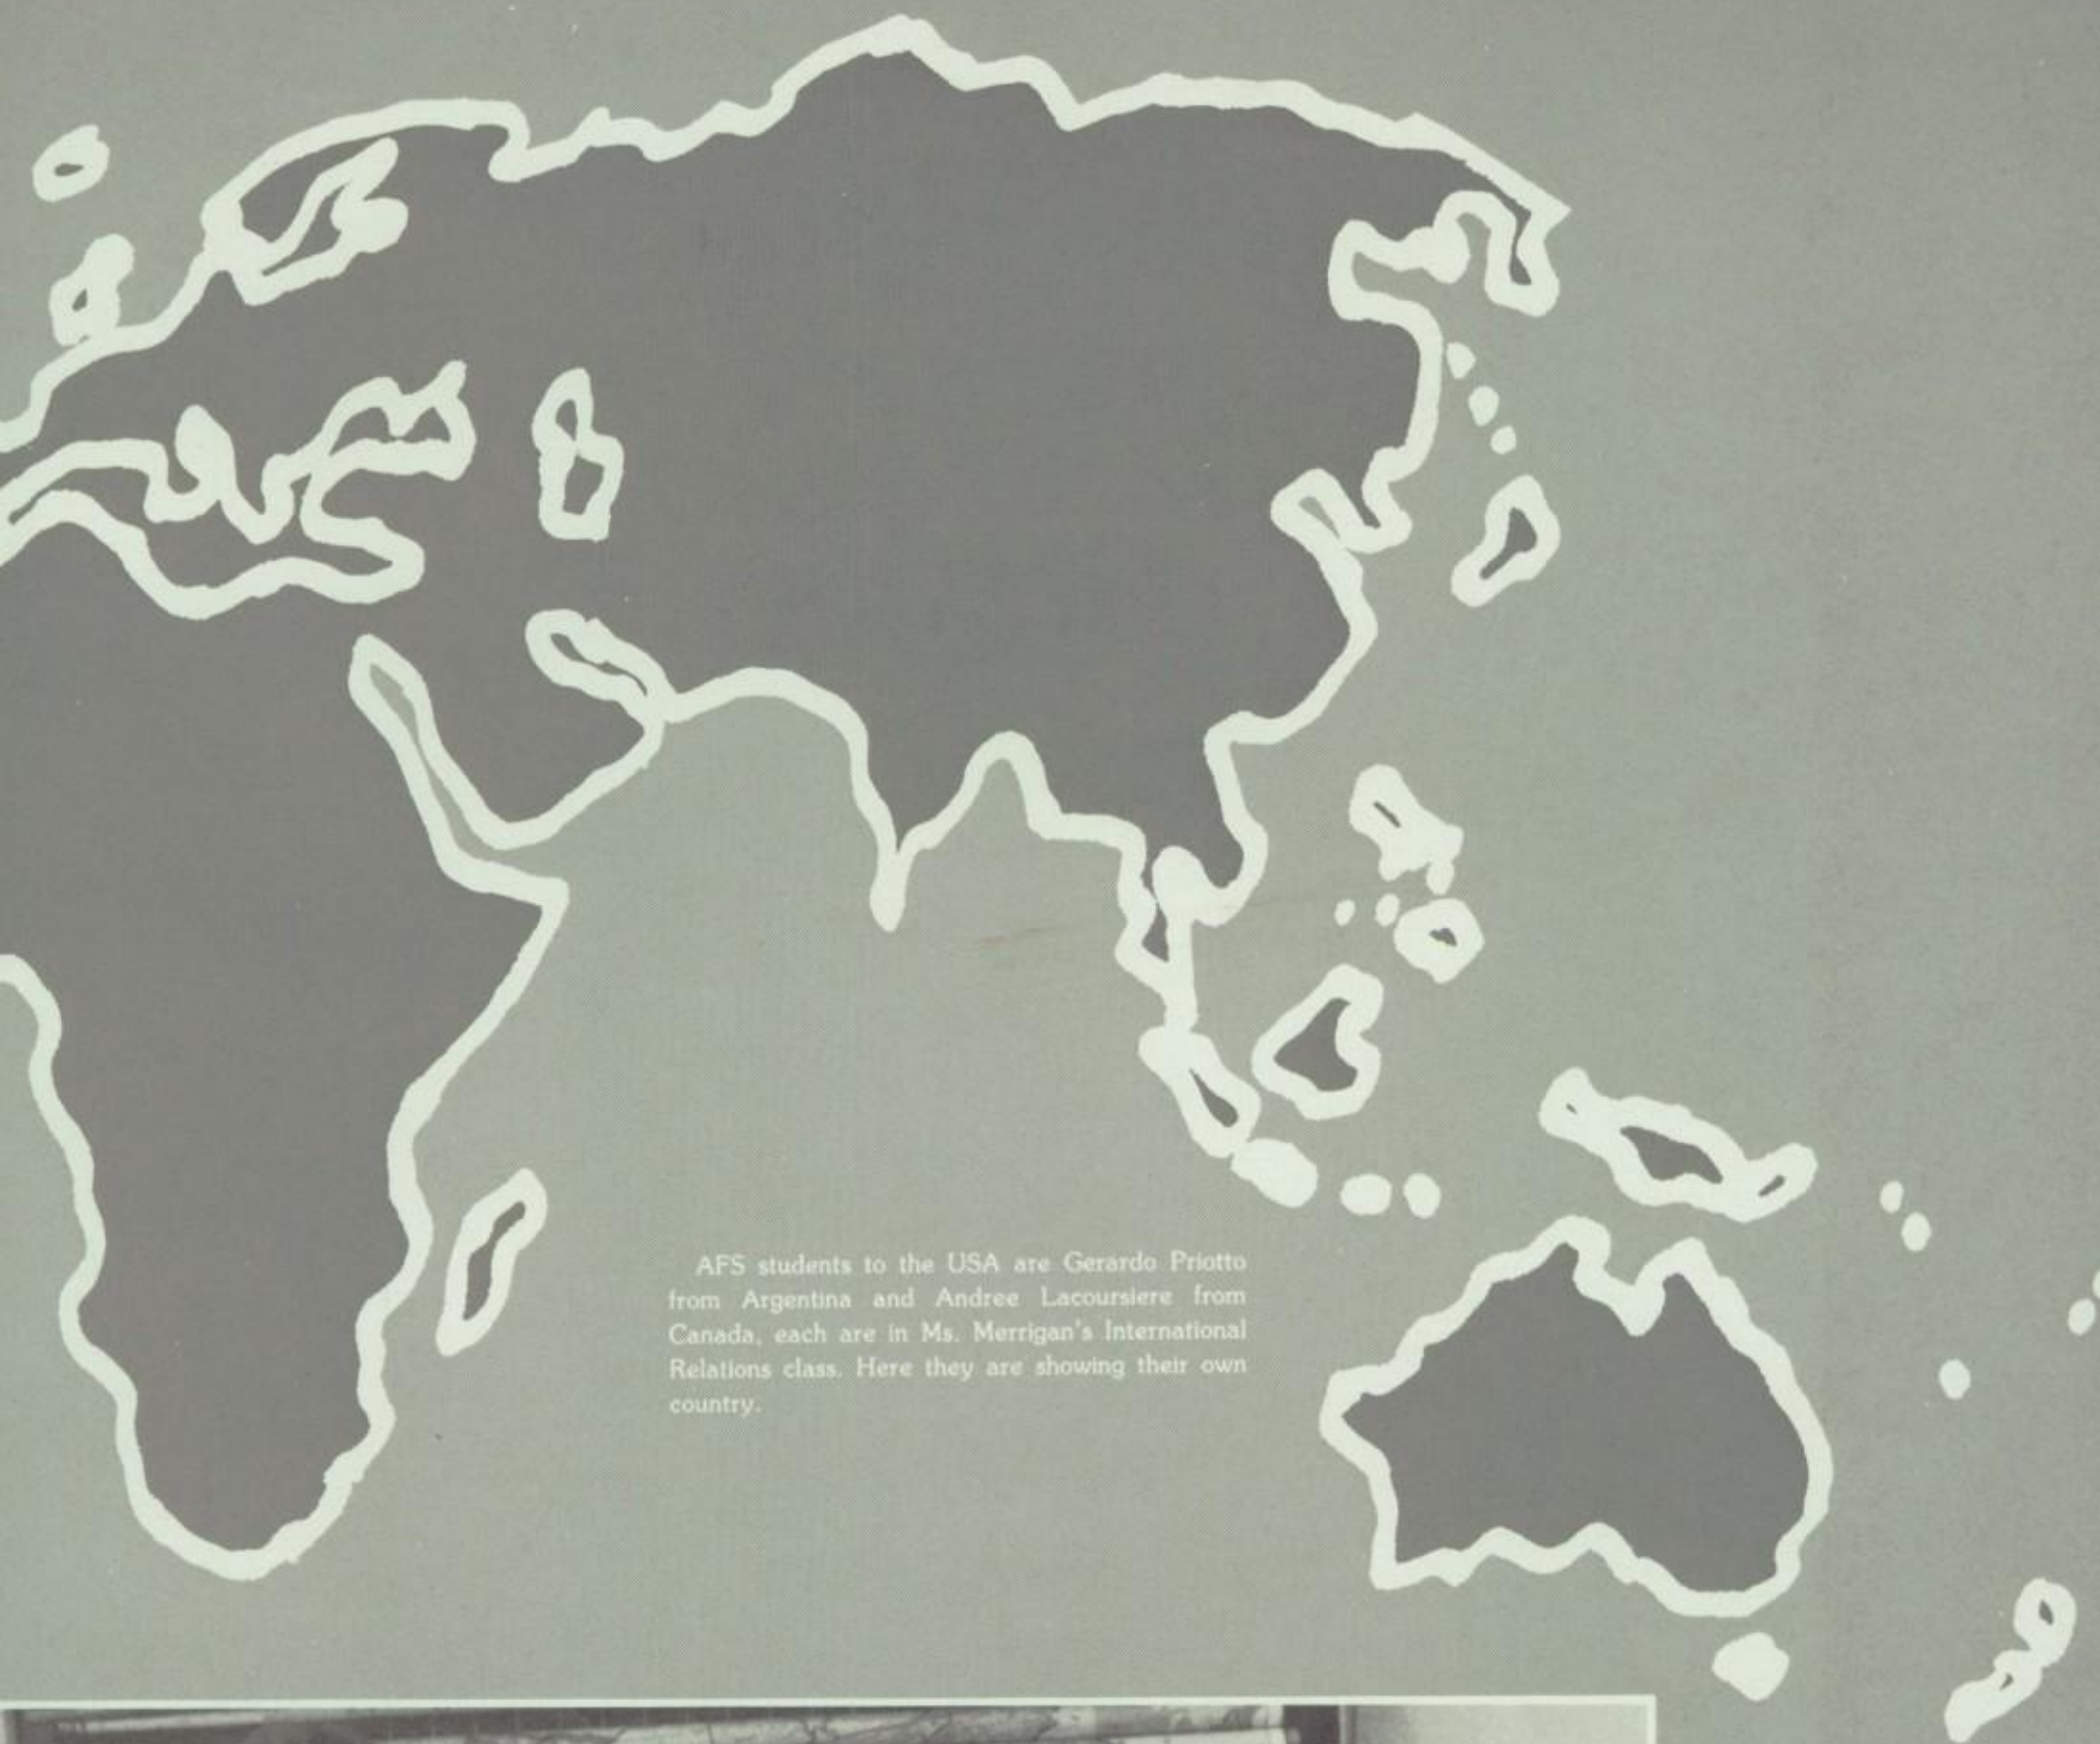 AFS students to the USA are Gerardo Priotto
from Argentina and Andree Lacoursiere from
Canada, each are in Ms. Merrigan's International
Relations class. Here they are showing their own
country.